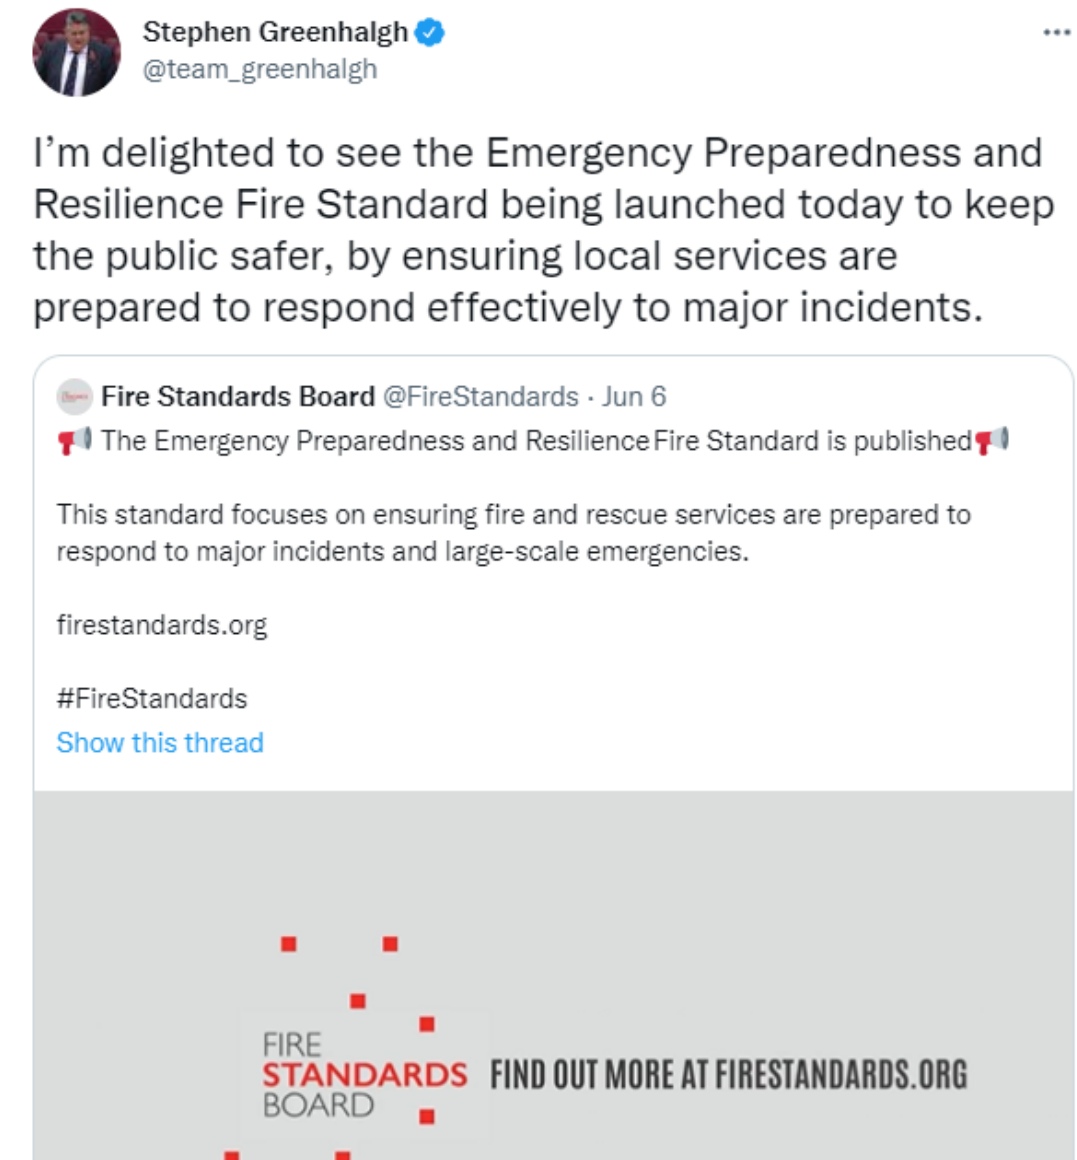 Stephen Greenhalgh
@team_greenhalgh
I’m delighted to see the Emergency Preparedness and
Resilience Fire Standard being launched today to keep
the public safer, by ensuring local services are
prepared to respond effectively to major incidents.
Fire Standards Board @FireStandards · Jun 6
📢 The Emergency Preparedness and Resilience Fire Standard is published📢
This standard focuses on ensuring fire and rescue services are prepared to
respond to major incidents and large-scale emergencies.
firestandards.org
#FireStandards
Show this thread
FIRE
STANDARDS
BOARD
FIND OUT MORE AT FIRESTANDARDS.ORG